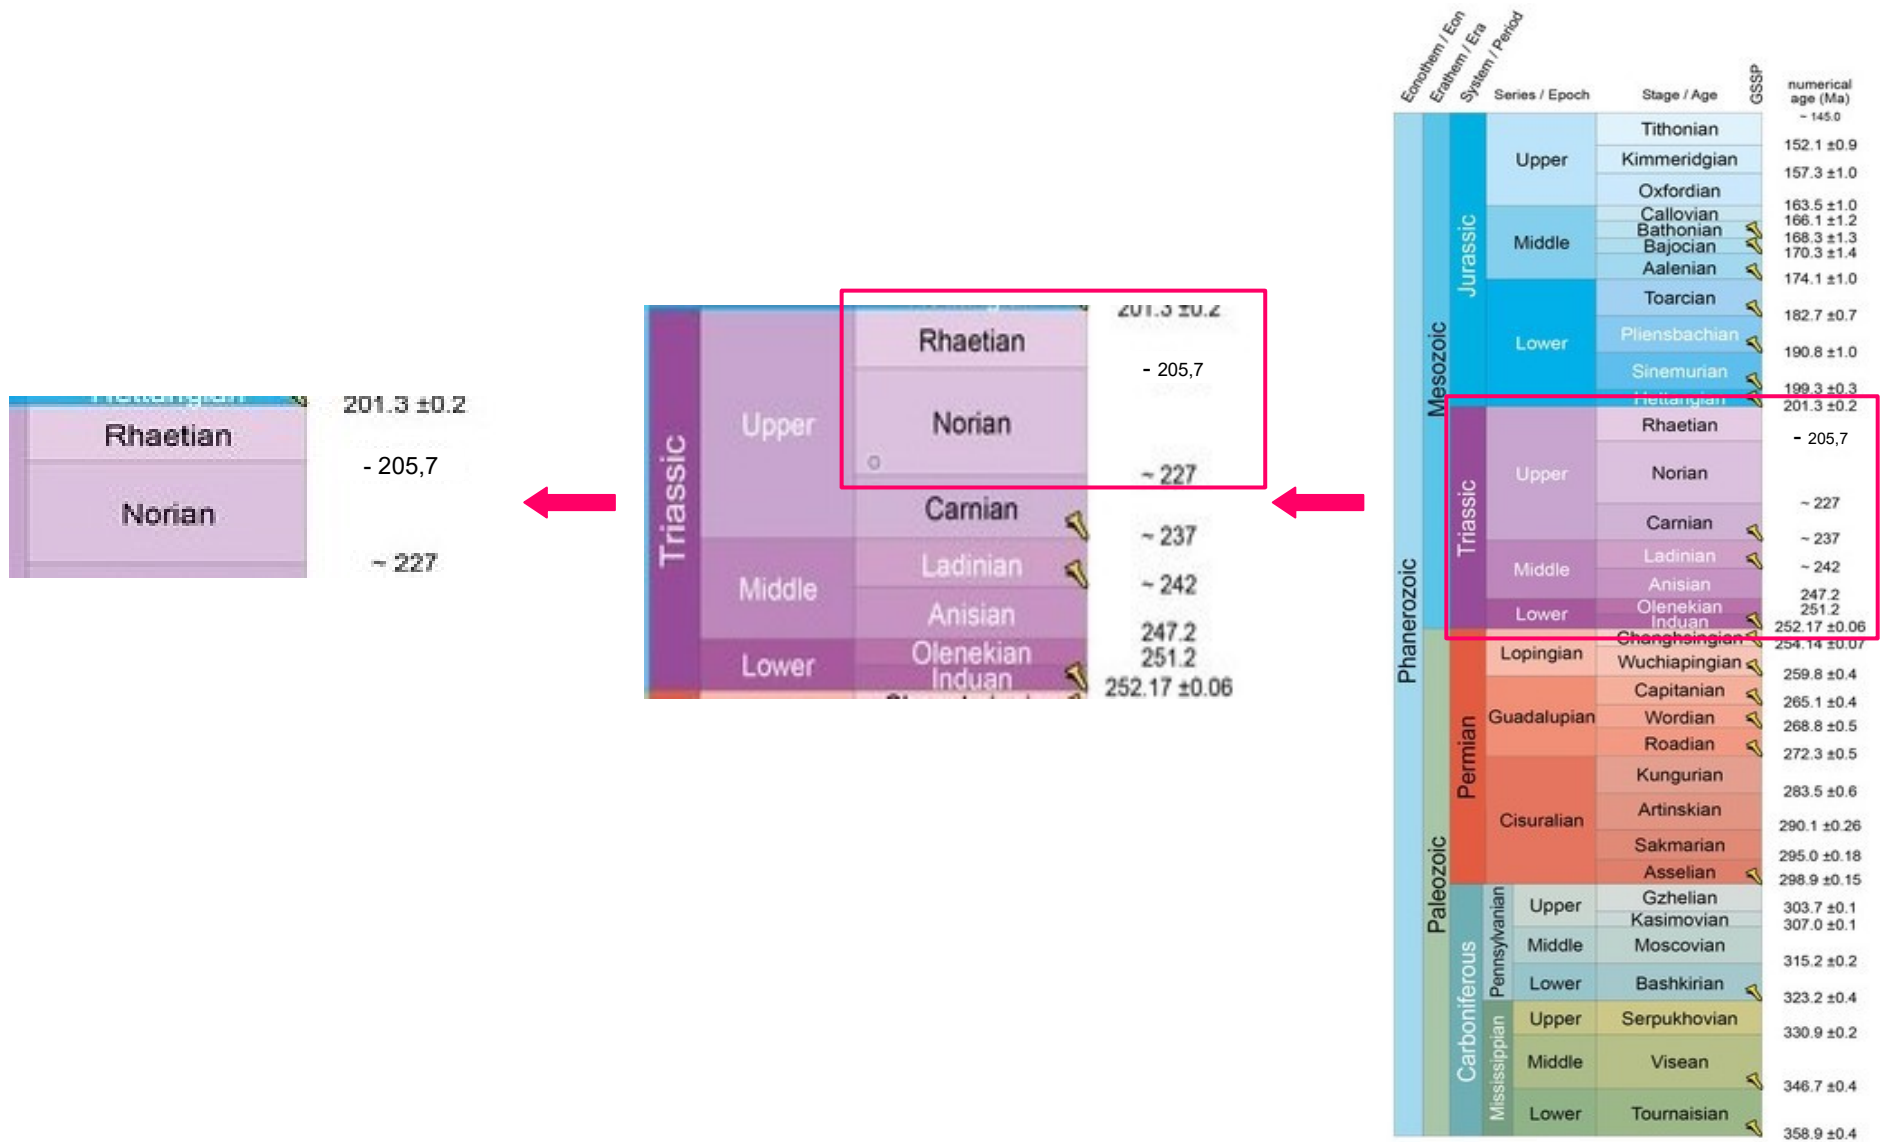 Hettangian
201.3 ±0.2
Rhaetian
- 205,7
Norian
~ 227
201.3 ±0.2
Rhaetian
- 205,7
Triassic
Upper
Norian
~ 227
Carnian
~ 237
Ladinian
Middle
~ 242
Anisian
247.2
Olenekian
251.2
Lower
Induan
252.17 ±0.06
Eonothem / Eon
Erathem / Era
System / Period
Series / Epoch
Stage / Age
GSSP
numerical
age (Ma)
~ 145.0
Phanerozoic
Mesozoic
Jurassic
Upper
Tithonian
152.1 ±0.9
Kimmeridgian
157.3 ±1.0
Oxfordian
163.5 ±1.0
Middle
Callovian
166.1 ±1.2
Bathonian
168.3 ±1.3
Bajocian
170.3 ±1.4
Aalenian
174.1 ±1.0
Lower
Toarcian
182.7 ±0.7
Pliensbachian
190.8 ±1.0
Sinemurian
199.3 ±0.3
Hettangian
201.3 ±0.2
Triassic
Upper
Rhaetian
- 205,7
Norian
~ 227
Carnian
~ 237
Middle
Ladinian
~ 242
Anisian
247.2
Lower
Olenekian
251.2
Induan
252.17 ±0.06
Paleozoic
Permian
Lopingian
Changhsingian
254.14 ±0.07
Wuchiapingian
259.8 ±0.4
Guadalupian
Capitanian
265.1 ±0.4
Wordian
268.8 ±0.5
Roadian
272.3 ±0.5
Cisuralian
Kungurian
283.5 ±0.6
Artinskian
290.1 ±0.26
Sakmarian
295.0 ±0.18
Asselian
298.9 ±0.15
Carboniferous
Pennsylvanian
Upper
Gzhelian
303.7 ±0.1
Kasimovian
307.0 ±0.1
Middle
Moscovian
315.2 ±0.2
Lower
Bashkirian
323.2 ±0.4
Mississippian
Upper
Serpukhovian
330.9 ±0.2
Middle
Visean
346.7 ±0.4
Lower
Tournaisian
358.9 ±0.4